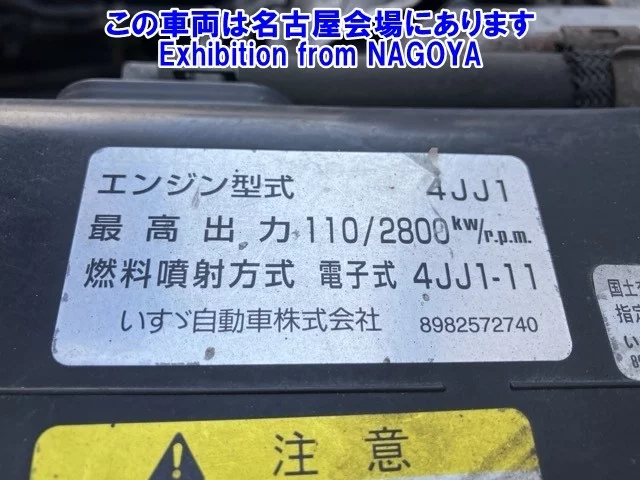 この車両は名古屋会場にあります
Exhibition from NAGOYA
エンジン型式 4JJ1
最高出力 110/2800 kw/r.p.m.
燃料噴射方式 電子式 4JJ1-11
いすゞ自動車株式会社 8982572740
国土
指定
い
注意